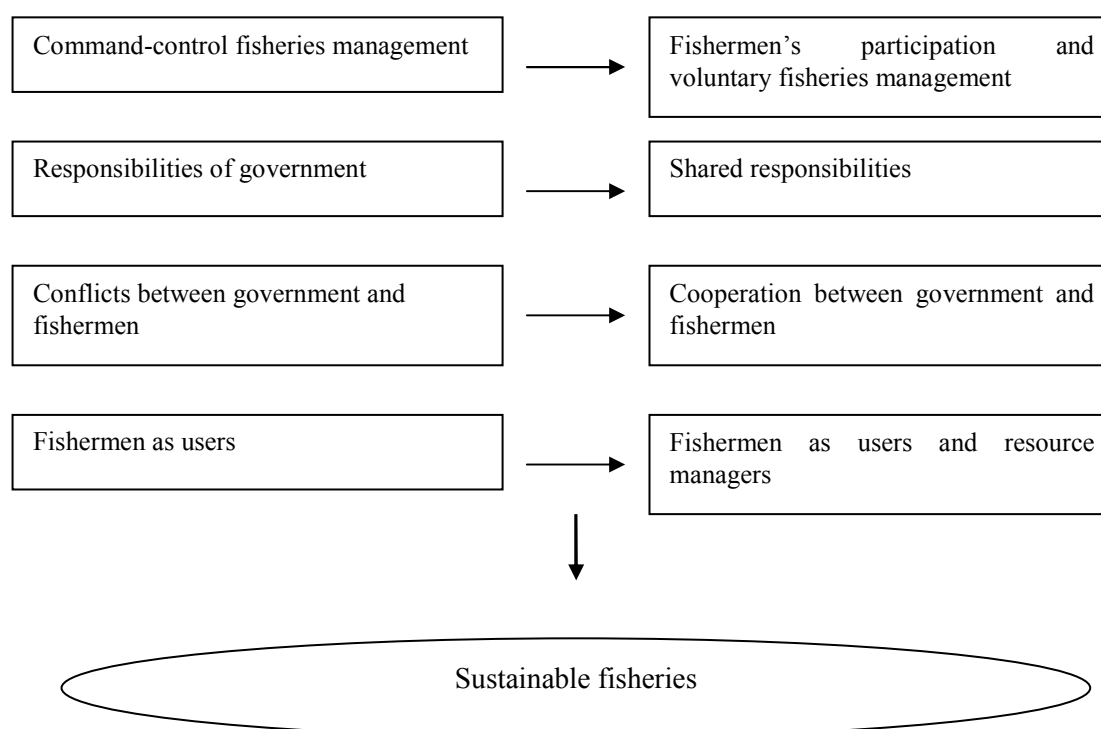 Command-control fisheries management
Fishermen’s participation and
voluntary fisheries management
Responsibilities of government
Shared responsibilities
Conflicts between government and
fishermen
Cooperation between government and
fishermen
Fishermen as users
Fishermen as users and resource
managers
Sustainable fisheries